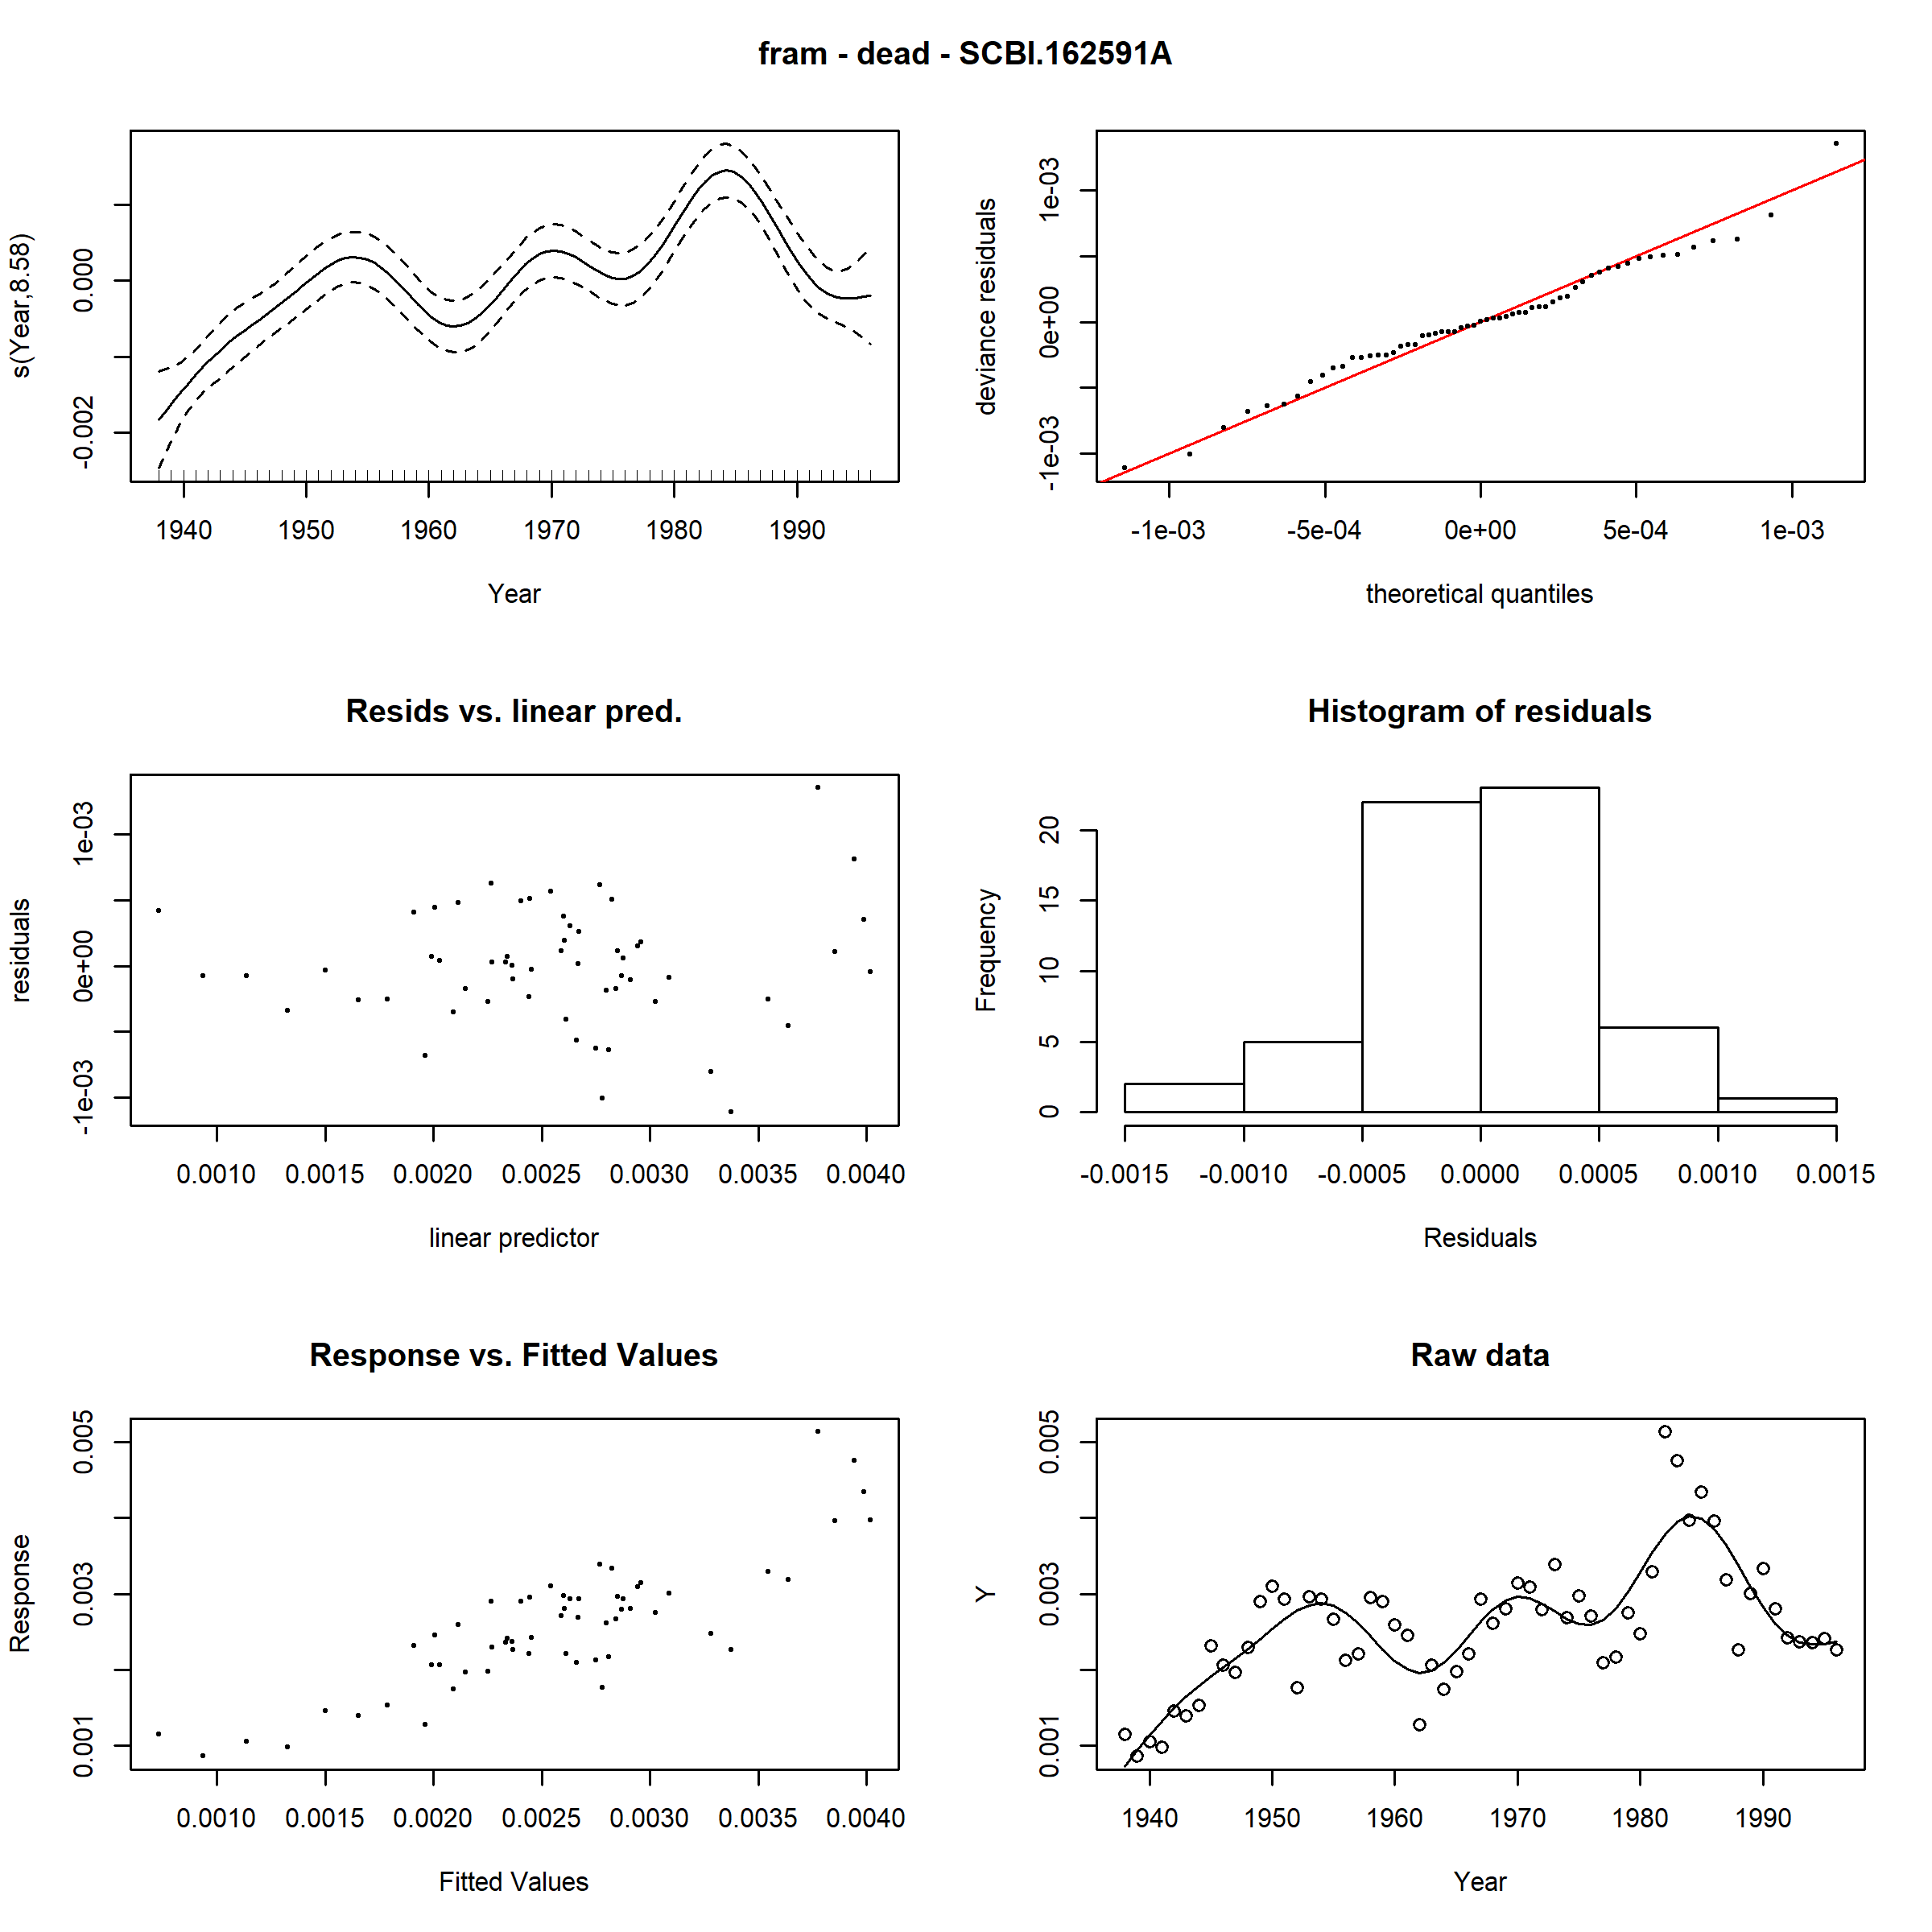 fram - dead - SCBI.162591A
s(Year,8.58)
0.000
-0.002
1940 1950 1960 1970 1980 1990
Year
deviance residuals
1e-03
0e+00
-1e-03
-1e-03 -5e-04 0e+00 5e-04 1e-03
theoretical quantiles
Resids vs. linear pred.
residuals
1e-03
0e+00
-1e-03
0.0010 0.0015 0.0020 0.0025 0.0030 0.0035 0.0040
linear predictor
Histogram of residuals
Frequency
20
15
10
5
0
-0.0015 -0.0010 -0.0005 0.0000 0.0005 0.0010 0.0015
Residuals
Response vs. Fitted Values
Response
0.005
0.003
0.001
0.0010 0.0015 0.0020 0.0025 0.0030 0.0035 0.0040
Fitted Values
Raw data
Y
0.005
0.003
0.001
1940 1950 1960 1970 1980 1990
Year